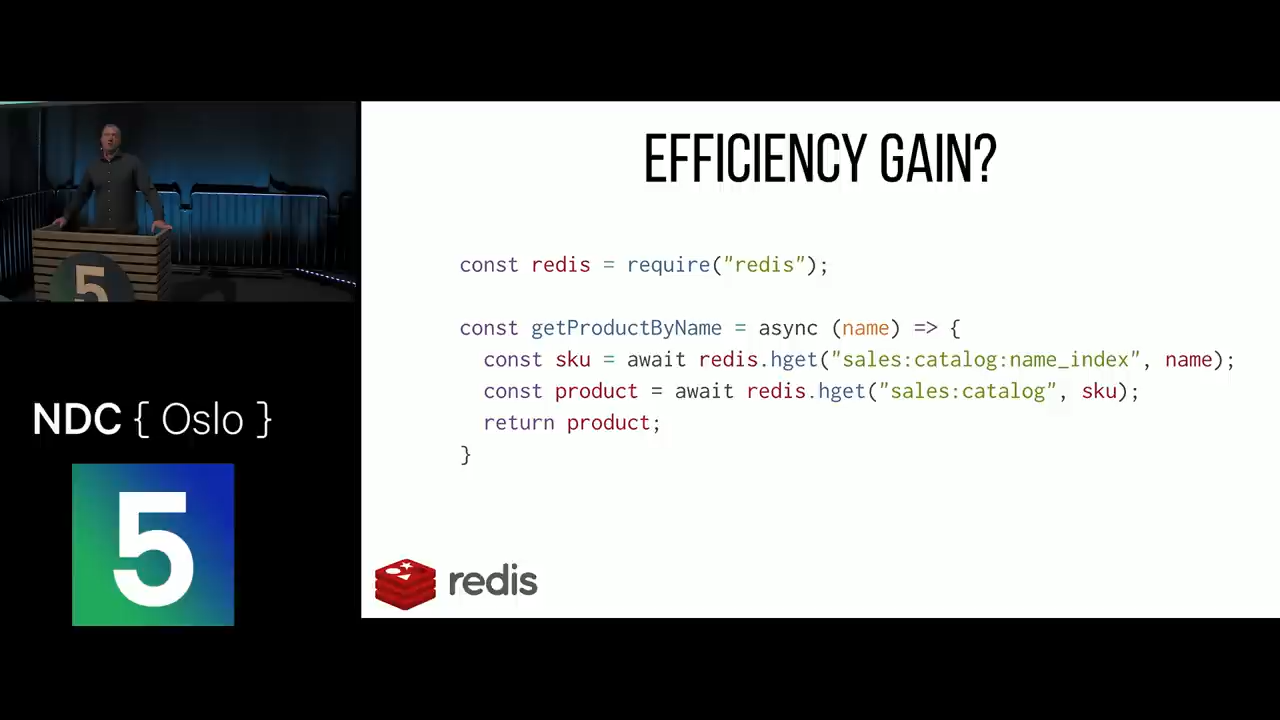 EFFICIENCY GAIN?
const redis = require("redis");
const getProductByName = async (name) => {
const sku = await redis.hget("sales:catalog:name_index", name);
const product = await redis.hget("sales:catalog", sku);
return product;
}
redis
5
NDC { Oslo }
5